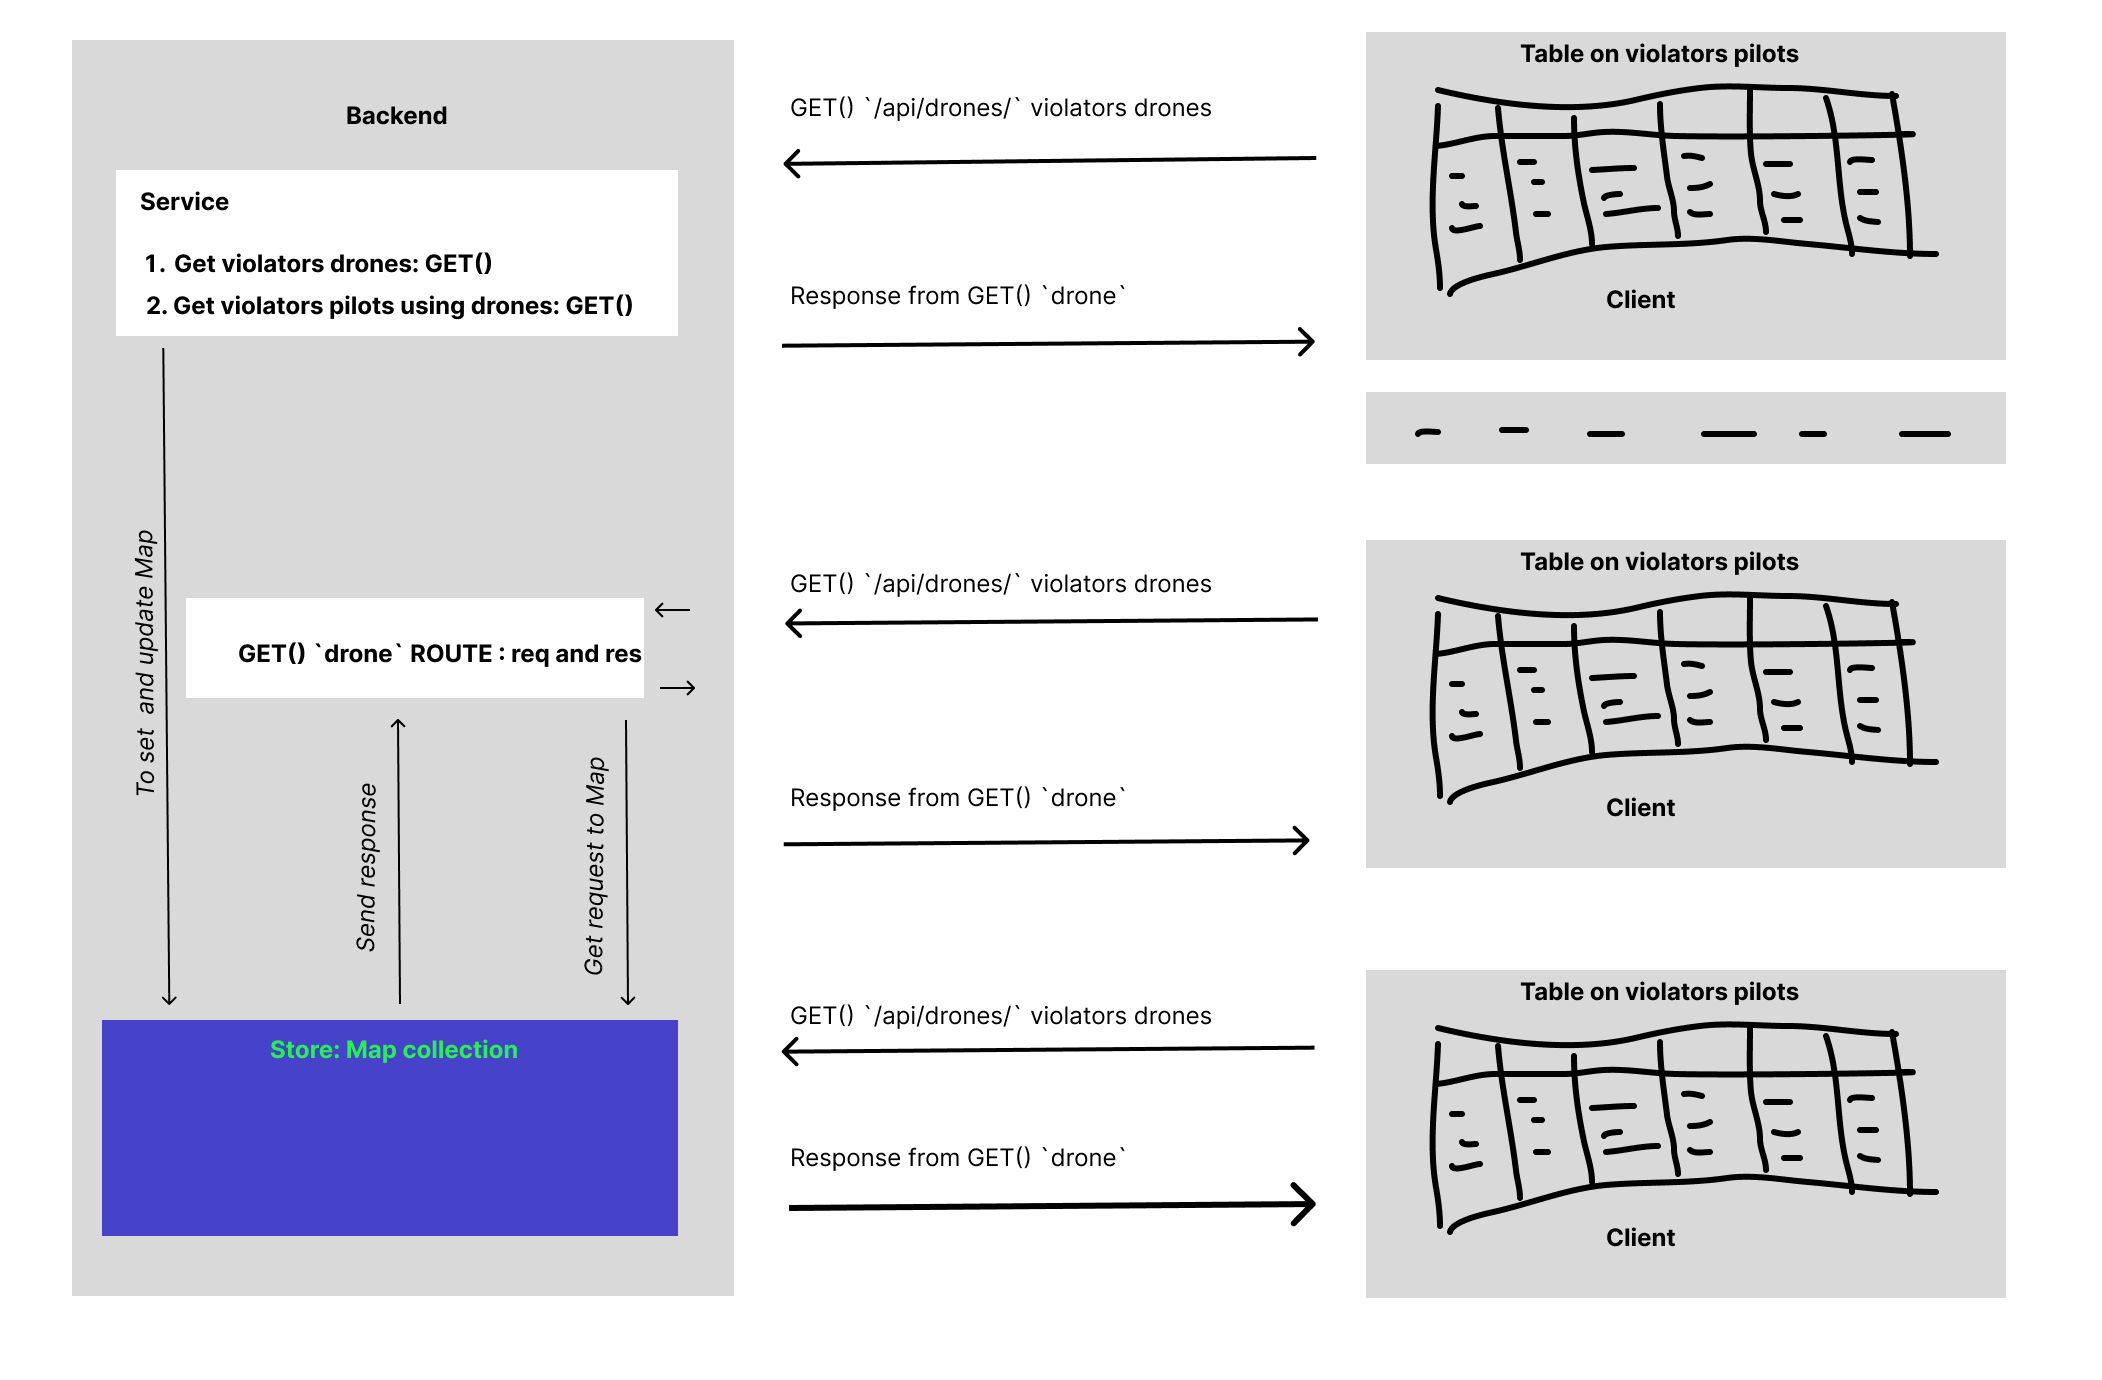 Backend
Service
1. Get violators drones: GET()
2. Get violators pilots using drones: GET()
To set and update Map
GET() `drone` ROUTE : req and res
Send response
Get request to Map
Store: Map collection
GET() `/api/drones/` violators drones
Response from GET() `drone`
GET() `/api/drones/` violators drones
Response from GET() `drone`
GET() `/api/drones/` violators drones
Response from GET() `drone`
Table on violators pilots
Client
Table on violators pilots
Client
Table on violators pilots
Client